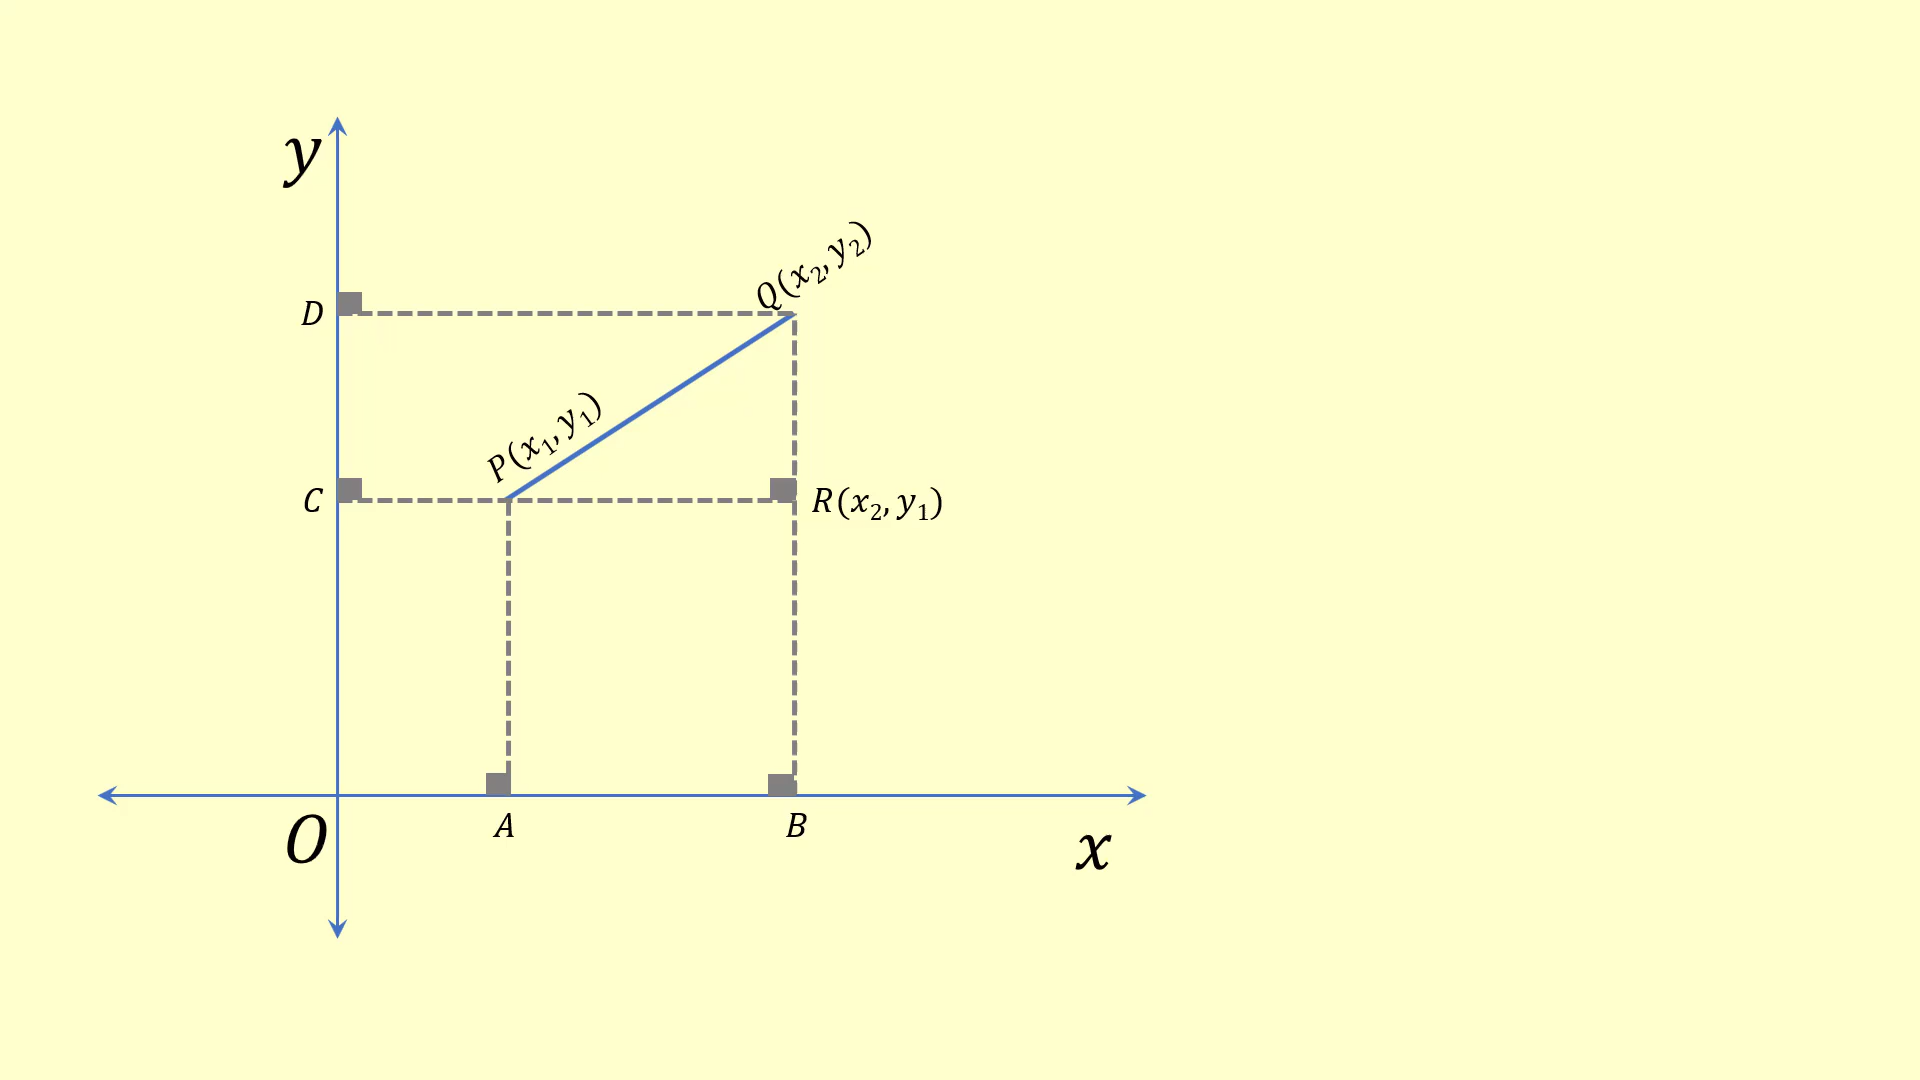 y
Q(x₂, y₂)
D
P(x₁, y₁)
C
R(x₂, y₁)
O
A
B
x